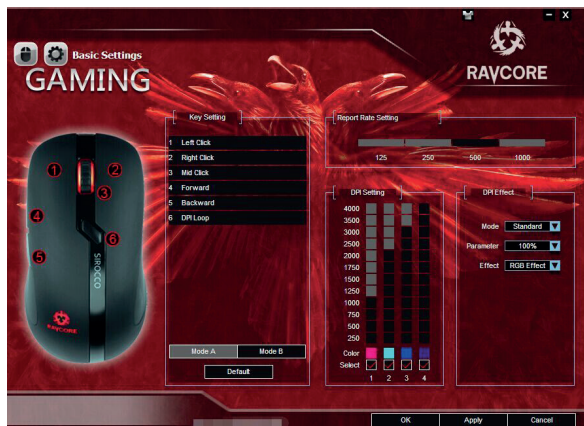 X
Basic Settings
GAMING
RAVCORE
Key Setting
1 Left Click
2 Right Click
3 Mid Click
4 Forward
5 Backward
6 DPI Loop
Mode A Mode B
Default
1 2
3
4
5
6
SIROCCO
RAVCORE
Report Rate Setting
125 250 500 1000
DPI Setting
4000
3500
3000
2500
2000
1750
1500
1250
1000
750
500
250
Color
Select
1 2 3 4
DPI Effect
Mode Standard
Parameter 100%
Effect RGB Effect
OK Apply Cancel